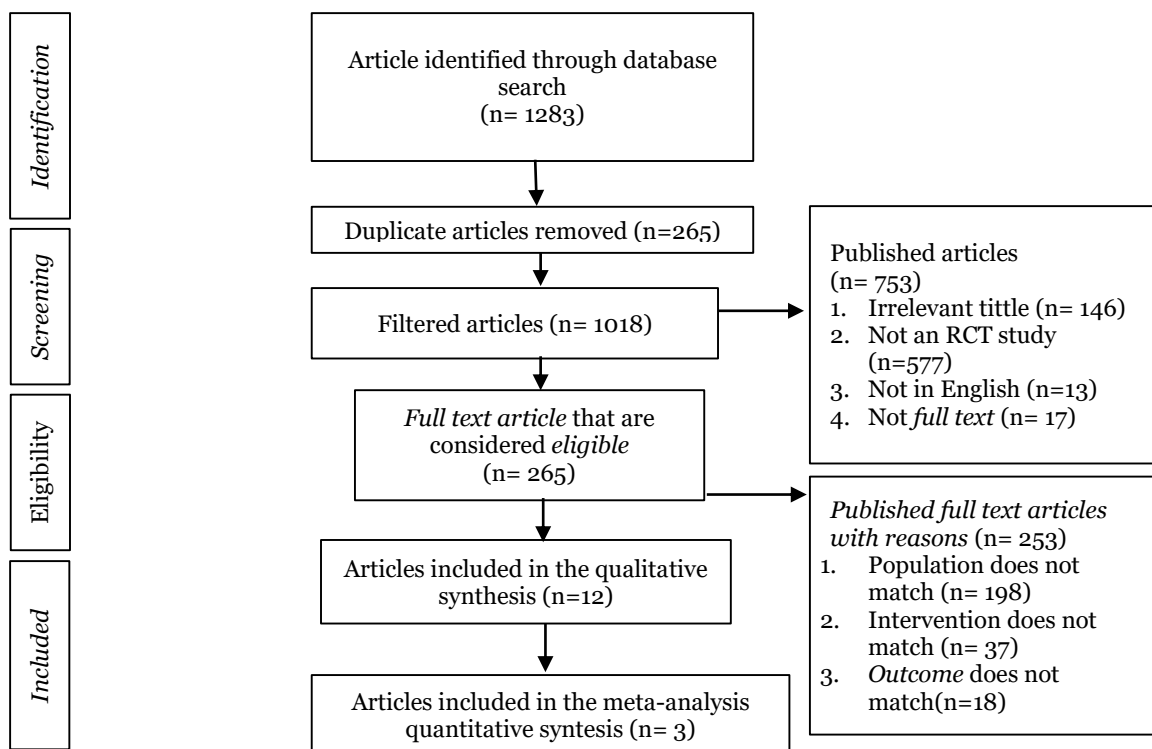 Identification
Article identified through database
search
(n= 1283)
Duplicate articles removed (n=265)
Screening
Filtered articles (n= 1018)
Published articles
(n= 753)
1. Irrelevant tittle (n= 146)
2. Not an RCT study
(n=577)
3. Not in English (n=13)
4. Not full text (n= 17)
Eligibility
Full text article that are
considered eligible
(n= 265)
Published full text articles
with reasons (n= 253)
1. Population does not
match (n= 198)
2. Intervention does not
match (n= 37)
3. Outcome does not
match(n=18)
Included
Articles included in the qualitative
synthesis (n=12)
Articles included in the meta-analysis
quantitative syntesis (n= 3)